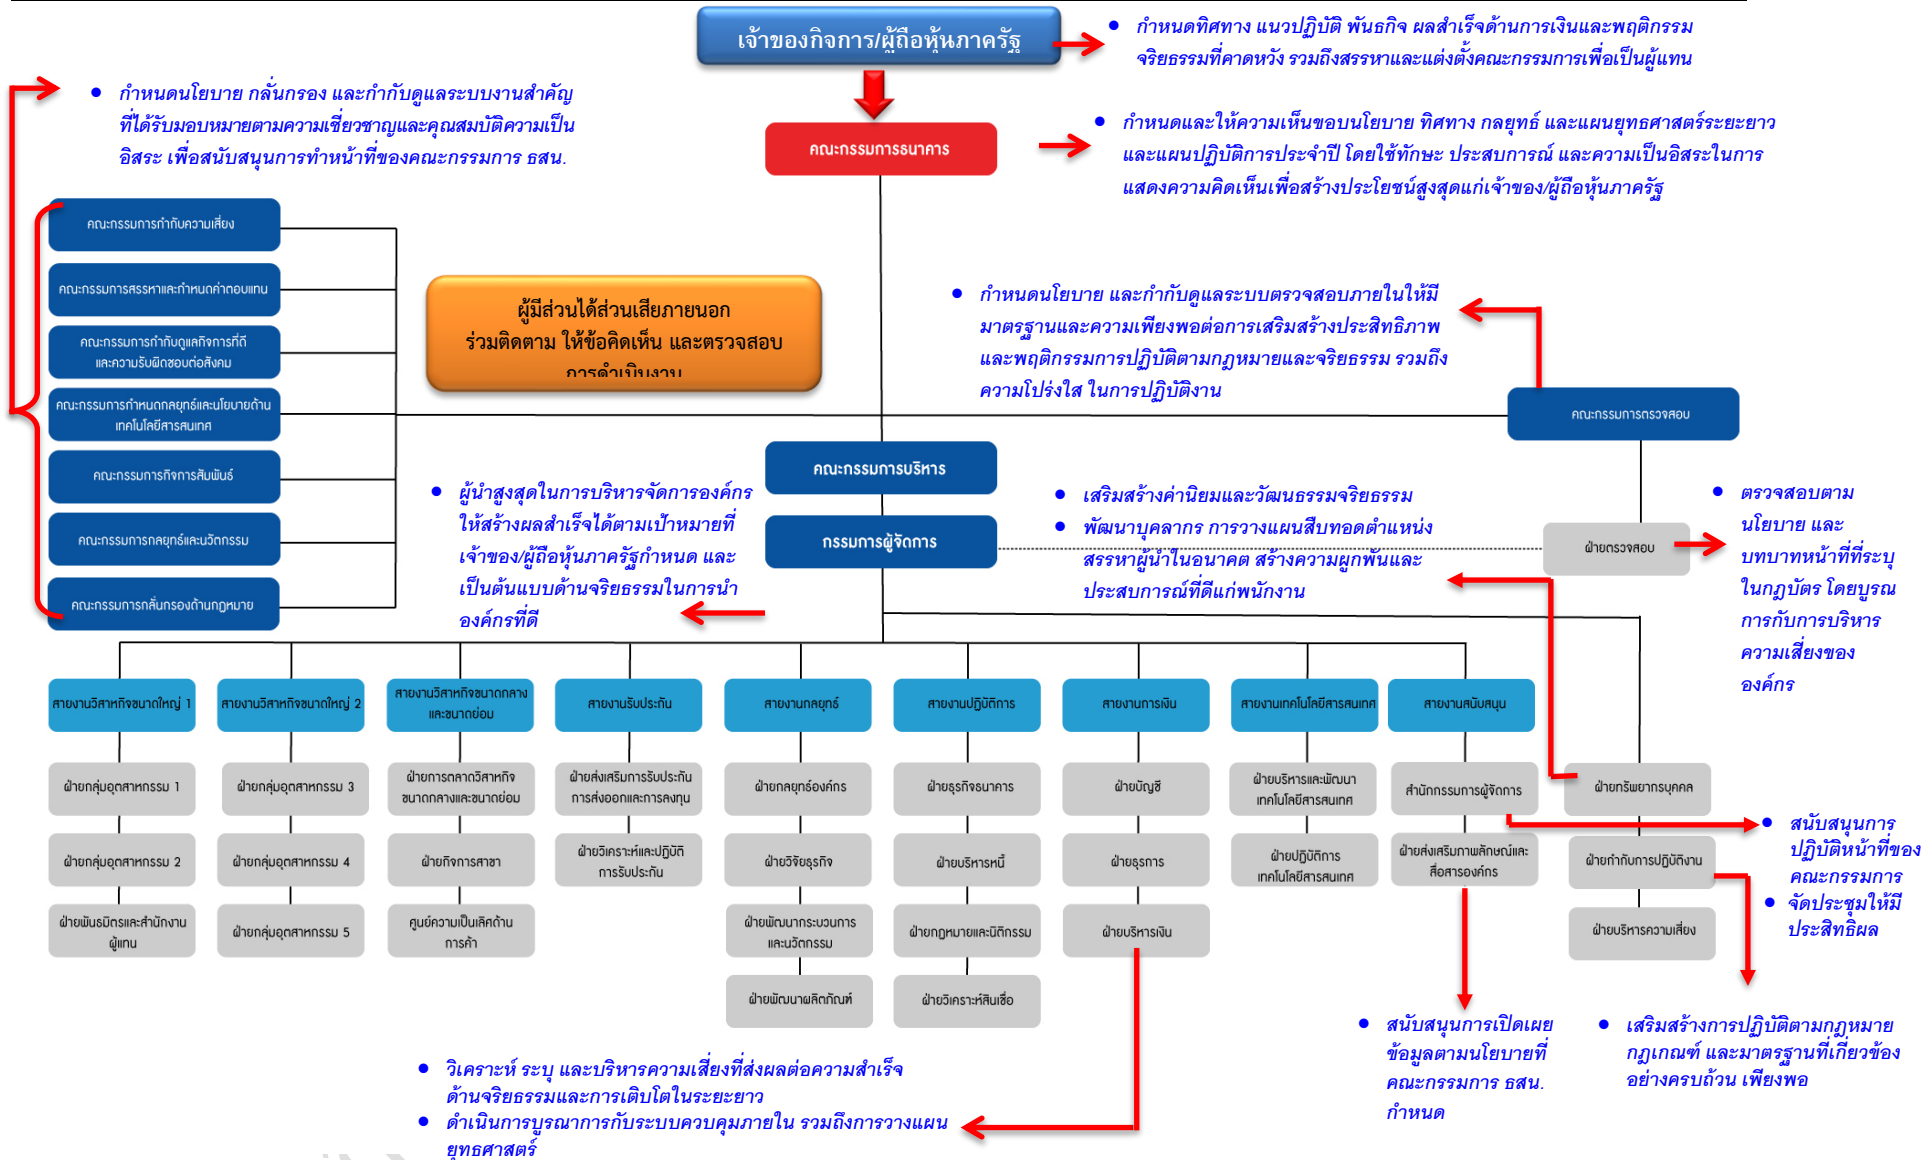 เจ้าของกิจการ/ผู้ถือหุ้นภาครัฐ
• กำหนดทิศทาง แนวปฏิบัติ พันธกิจ ผลสำเร็จด้านการเงินและพฤติกรรม
จริยธรรมที่คาดหวัง รวมถึงสรรหาและแต่งตั้งคณะกรรมการเพื่อเป็นผู้แทน
• กำหนดนโยบาย กลั่นกรอง และกำกับดูแลระบบงานสำคัญ
ที่ได้รับมอบหมายตามความเชี่ยวชาญและคุณสมบัติความเป็น
อิสระ เพื่อสนับสนุนการทำหน้าที่ของคณะกรรมการ ธสน.
คณะกรรมการธนาคาร
• กำหนดและให้ความเห็นชอบนโยบาย ทิศทาง กลยุทธ์ และแผนยุทธศาสตร์ระยะยาว
และแผนปฏิบัติการประจำปี โดยใช้ทักษะ ประสบการณ์ และความเป็นอิสระในการ
แสดงความคิดเห็นเพื่อสร้างประโยชน์สูงสุดแก่เจ้าของ/ผู้ถือหุ้นภาครัฐ
คณะกรรมการกำกับความเสี่ยง
คณะกรรมการสรรหาและกำหนดค่าตอบแทน
คณะกรรมการกำกับดูแลกิจการที่ดี
และความรับผิดชอบต่อสังคม
คณะกรรมการกำหนดกลยุทธ์และนโยบายด้าน
เทคโนโลยีสารสนเทศ
คณะกรรมการกิจการสัมพันธ์
คณะกรรมการกลยุทธ์และนวัตกรรม
คณะกรรมการกลั่นกรองด้านกฎหมาย
ผู้มีส่วนได้ส่วนเสียภายนอก
ร่วมติดตาม ให้ข้อคิดเห็น และตรวจสอบ
การดำเนินงาน
• กำหนดนโยบาย และกำกับดูแลระบบตรวจสอบภายในให้มี
มาตรฐานและความเพียงพอต่อการเสริมสร้างประสิทธิภาพ
และพฤติกรรมการปฏิบัติตามกฎหมายและจริยธรรม รวมถึง
ความโปร่งใส ในการปฏิบัติงาน
คณะกรรมการตรวจสอบ
คณะกรรมการบริหาร
กรรมการผู้จัดการ
• ผู้นำสูงสุดในการบริหารจัดการองค์กร
ให้สร้างผลสำเร็จได้ตามเป้าหมายที่
เจ้าของ/ผู้ถือหุ้นภาครัฐกำหนด และ
เป็นต้นแบบด้านจริยธรรมในการนำ
องค์กรที่ดี
• เสริมสร้างค่านิยมและวัฒนธรรมจริยธรรม
• พัฒนาบุคลากร การวางแผนสืบทอดตำแหน่ง
สรรหาผู้นำในอนาคต สร้างความผูกพันและ
ประสบการณ์ที่ดีแก่พนักงาน
ฝ่ายตรวจสอบ
• ตรวจสอบตาม
นโยบาย และ
บทบาทหน้าที่ที่ระบุ
ในกฎบัตร โดยบูรณ
การกับการบริหาร
ความเสี่ยงของ
องค์กร
สายงานวิสาหกิจขนาดใหญ่ 1
สายงานวิสาหกิจขนาดใหญ่ 2
สายงานวิสาหกิจขนาดกลาง
และขนาดย่อม
สายงานรับประกัน
สายงานกลยุทธ์
สายงานปฏิบัติการ
สายงานการเงิน
สายงานเทคโนโลยีสารสนเทศ
สายงานสนับสนุน
ฝ่ายกลุ่มอุตสาหกรรม 1
ฝ่ายกลุ่มอุตสาหกรรม 3
ฝ่ายการตลาดวิสาหกิจ
ขนาดกลางและขนาดย่อม
ฝ่ายส่งเสริมการรับประกัน
การส่งออกและการลงทุน
ฝ่ายกลยุทธ์องค์กร
ฝ่ายธุรกิจธนาคาร
ฝ่ายบัญชี
ฝ่ายบริหารและพัฒนา
เทคโนโลยีสารสนเทศ
สำนักกรรมการผู้จัดการ
ฝ่ายทรัพยากรบุคคล
ฝ่ายกลุ่มอุตสาหกรรม 2
ฝ่ายกลุ่มอุตสาหกรรม 4
ฝ่ายกิจการสาขา
ฝ่ายวิเคราะห์และปฏิบัติ
การรับประกัน
ฝ่ายวิจัยธุรกิจ
ฝ่ายบริหารหนี้
ฝ่ายธุรการ
ฝ่ายปฏิบัติการ
เทคโนโลยีสารสนเทศ
ฝ่ายส่งเสริมภาพลักษณ์และ
สื่อสารองค์กร
ฝ่ายกำกับการปฏิบัติงาน
• สนับสนุนการ
ปฏิบัติหน้าที่ของ
คณะกรรมการ
• จัดประชุมให้มี
ประสิทธิผล
ฝ่ายพันธมิตรและสำนักงาน
ผู้แทน
ฝ่ายกลุ่มอุตสาหกรรม 5
ศูนย์ความเป็นเลิศด้าน
การค้า
ฝ่ายพัฒนากระบวนการ
และนวัตกรรม
ฝ่ายกฎหมายและนิติกรรม
ฝ่ายบริหารเงิน
ฝ่ายบริหารความเสี่ยง
ฝ่ายพัฒนาผลิตภัณฑ์
ฝ่ายวิเคราะห์สินเชื่อ
• สนับสนุนการเปิดเผย
ข้อมูลตามนโยบายที่
คณะกรรมการ ธสน.
กำหนด
• เสริมสร้างการปฏิบัติตามกฎหมาย
กฎเกณฑ์ และมาตรฐานที่เกี่ยวข้อง
อย่างครบถ้วน เพียงพอ
• วิเคราะห์ ระบุ และบริหารความเสี่ยงที่ส่งผลต่อความสำเร็จ
ด้านจริยธรรมและการเติบโตในระยะยาว
• ดำเนินการบูรณาการกับระบบควบคุมภายใน รวมถึงการวางแผน
ยุทธศาสตร์